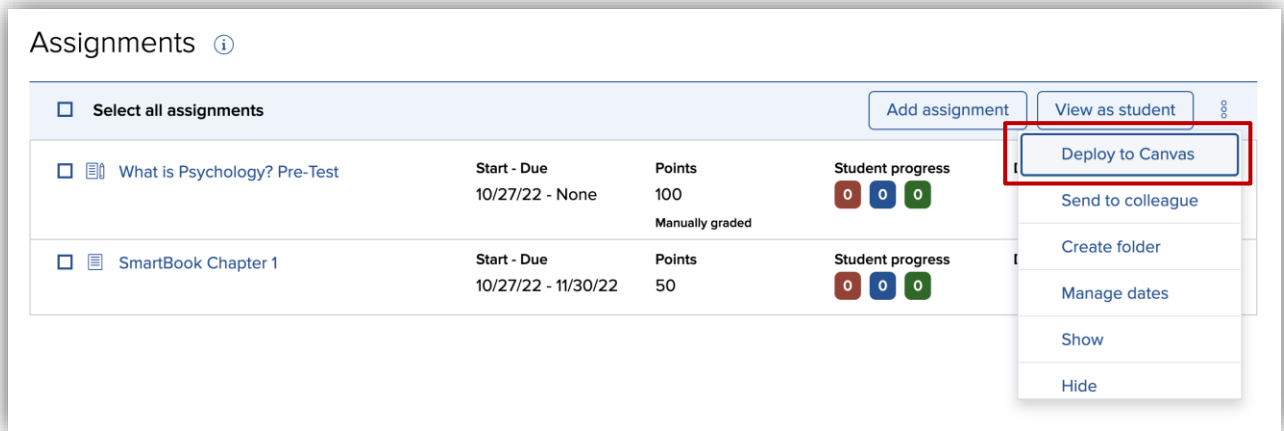 Assignments i
Select all assignments Add assignment View as student
Deploy to Canvas
What is Psychology? Pre-Test Start - Due Points Student progress
10/27/22 - None 100 0 0 0
Manually graded
Send to colleague
Create folder
SmartBook Chapter 1 Start - Due Points Student progress
10/27/22 - 11/30/22 50 0 0 0
Manage dates
Show
Hide